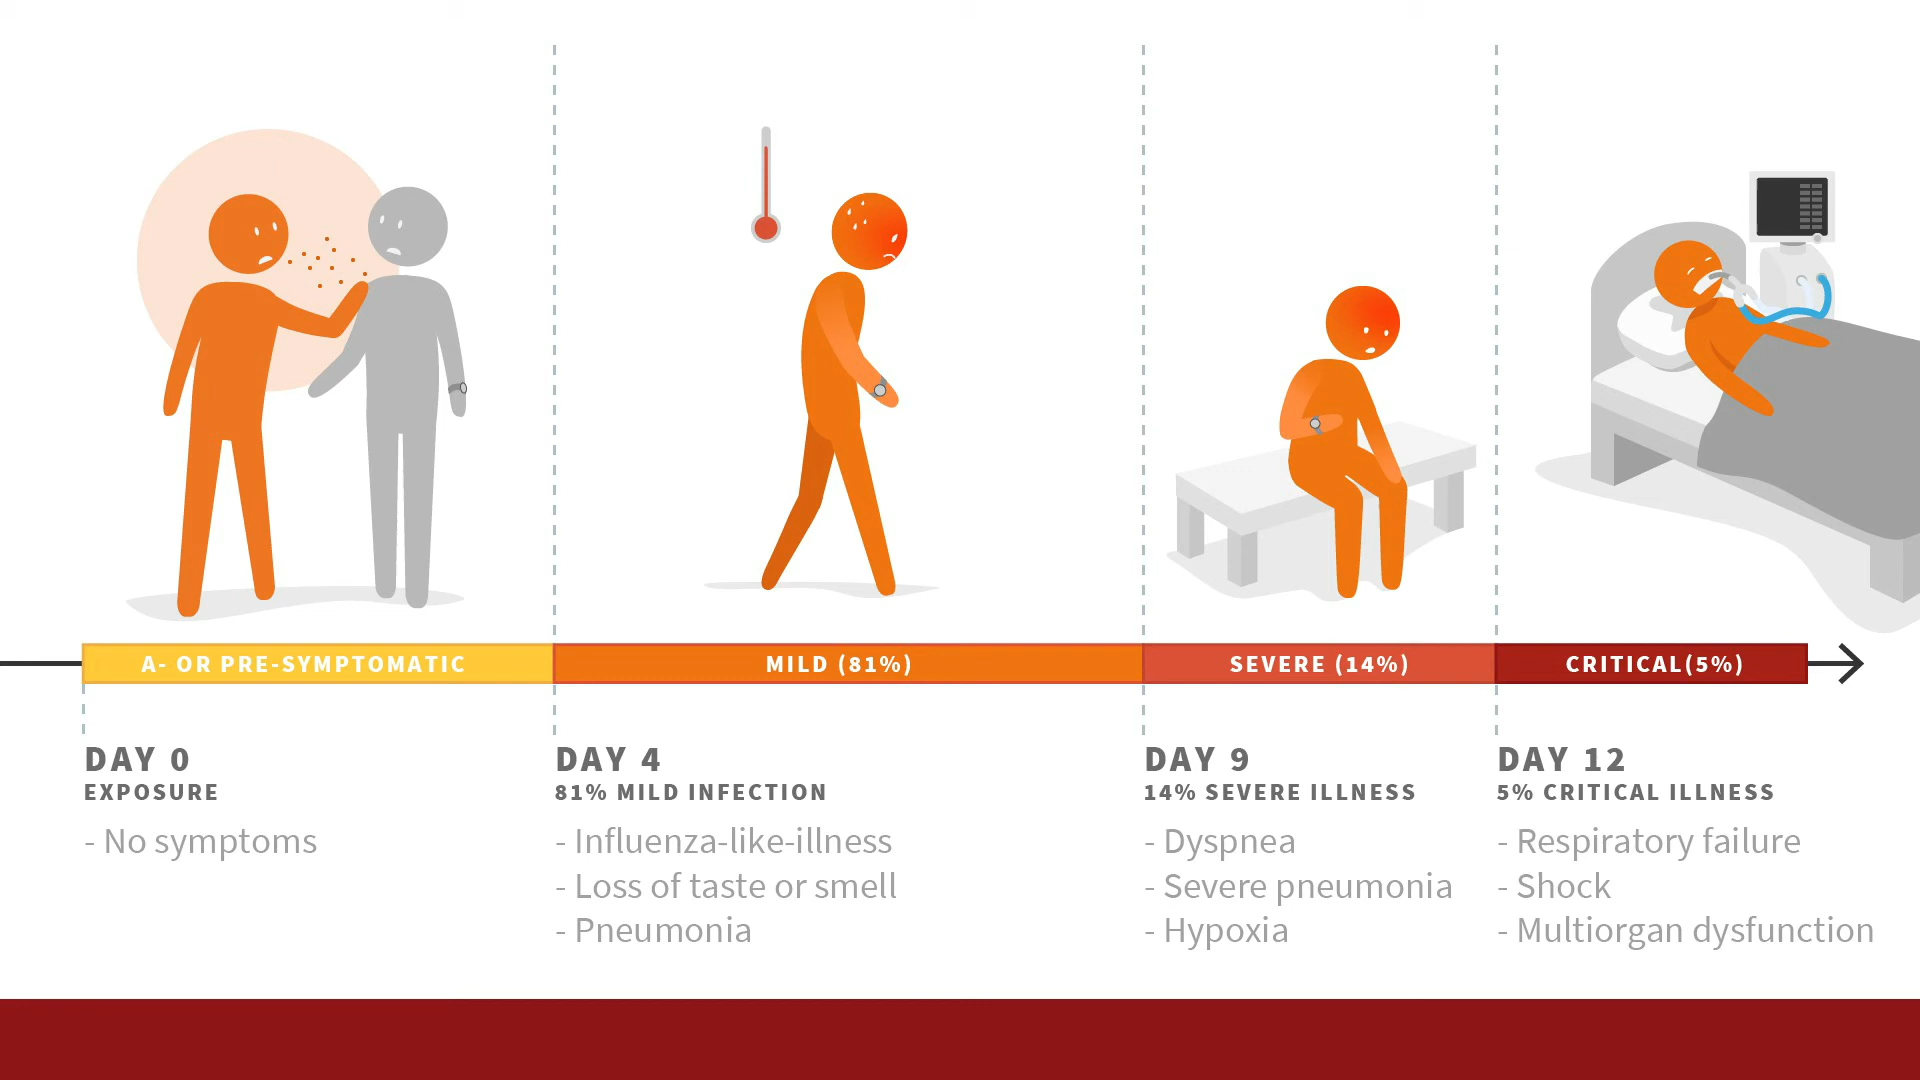 A- OR PRE-SYMPTOMATIC
MILD (81%)
SEVERE (14%)
CRITICAL(5%)
DAY 0
EXPOSURE
- No symptoms
DAY 4
81% MILD INFECTION
- Influenza-like-illness
- Loss of taste or smell
- Pneumonia
DAY 9
14% SEVERE ILLNESS
- Dyspnea
- Severe pneumonia
- Hypoxia
DAY 12
5% CRITICAL ILLNESS
- Respiratory failure
- Shock
- Multiorgan dysfunction